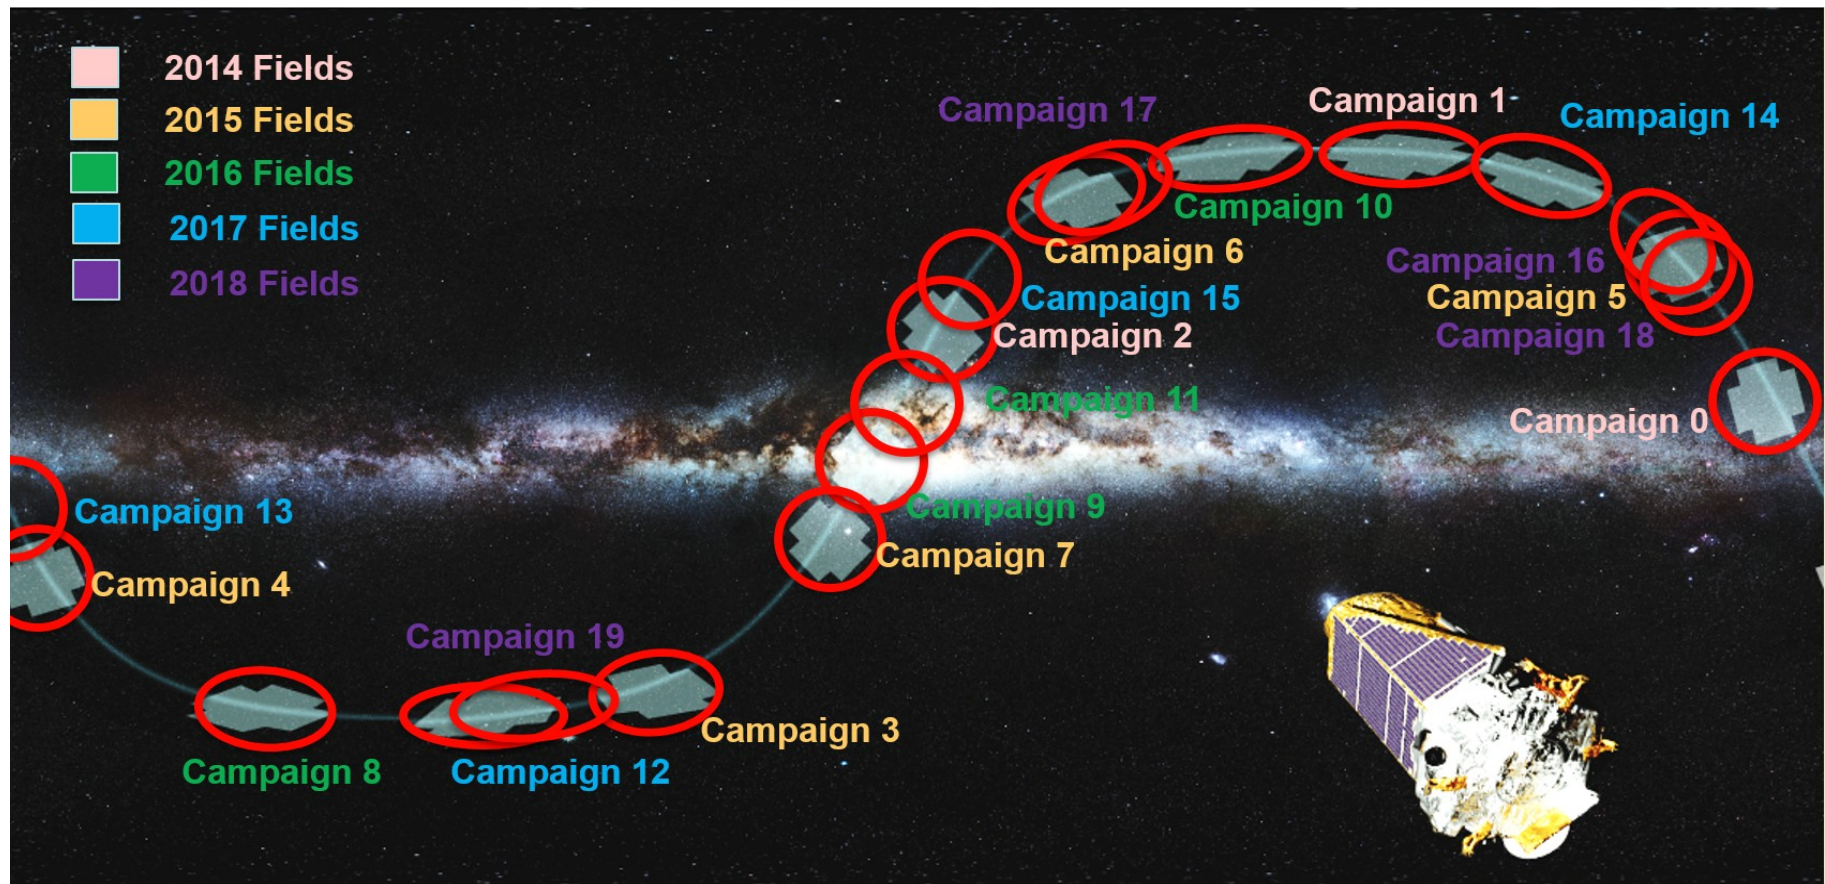 2014 Fields
2015 Fields
2016 Fields
2017 Fields
2018 Fields
Campaign 17
Campaign 1
Campaign 14
Campaign 10
Campaign 6
Campaign 16
Campaign 15
Campaign 5
Campaign 2
Campaign 18
Campaign 11
Campaign 0
Campaign 13
Campaign 9
Campaign 7
Campaign 4
Campaign 19
Campaign 3
Campaign 8
Campaign 12